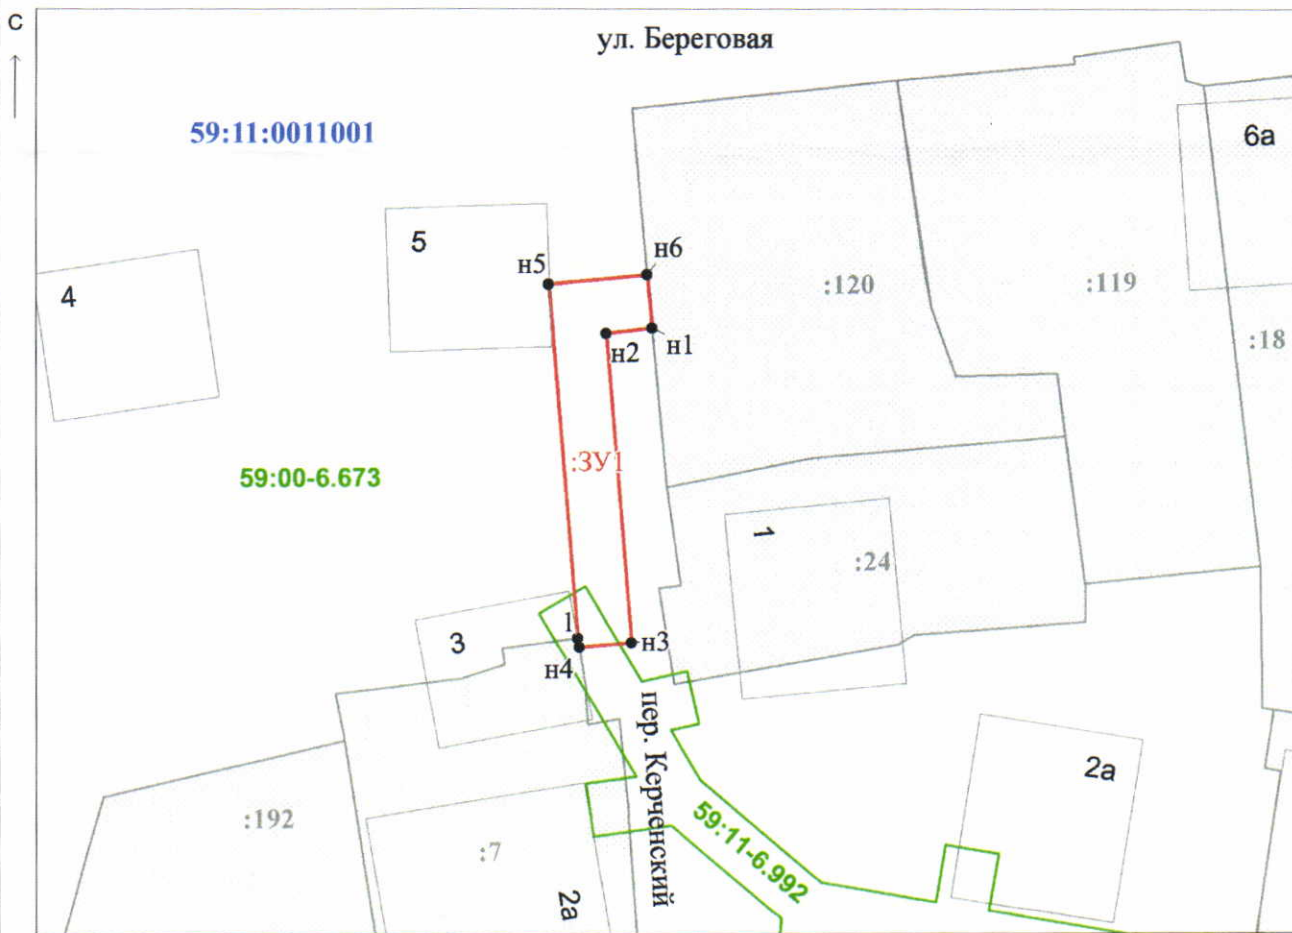 С
ул. Береговая
59:11:0011001
6а
5
н6
н5
4
:120
:119
н2
н1
:18
:ЗУ1
59:00-6.673
1
:24
1
3
н3
н4
пер. Керченский
2а
:192
59:11-6.992
:7
2а